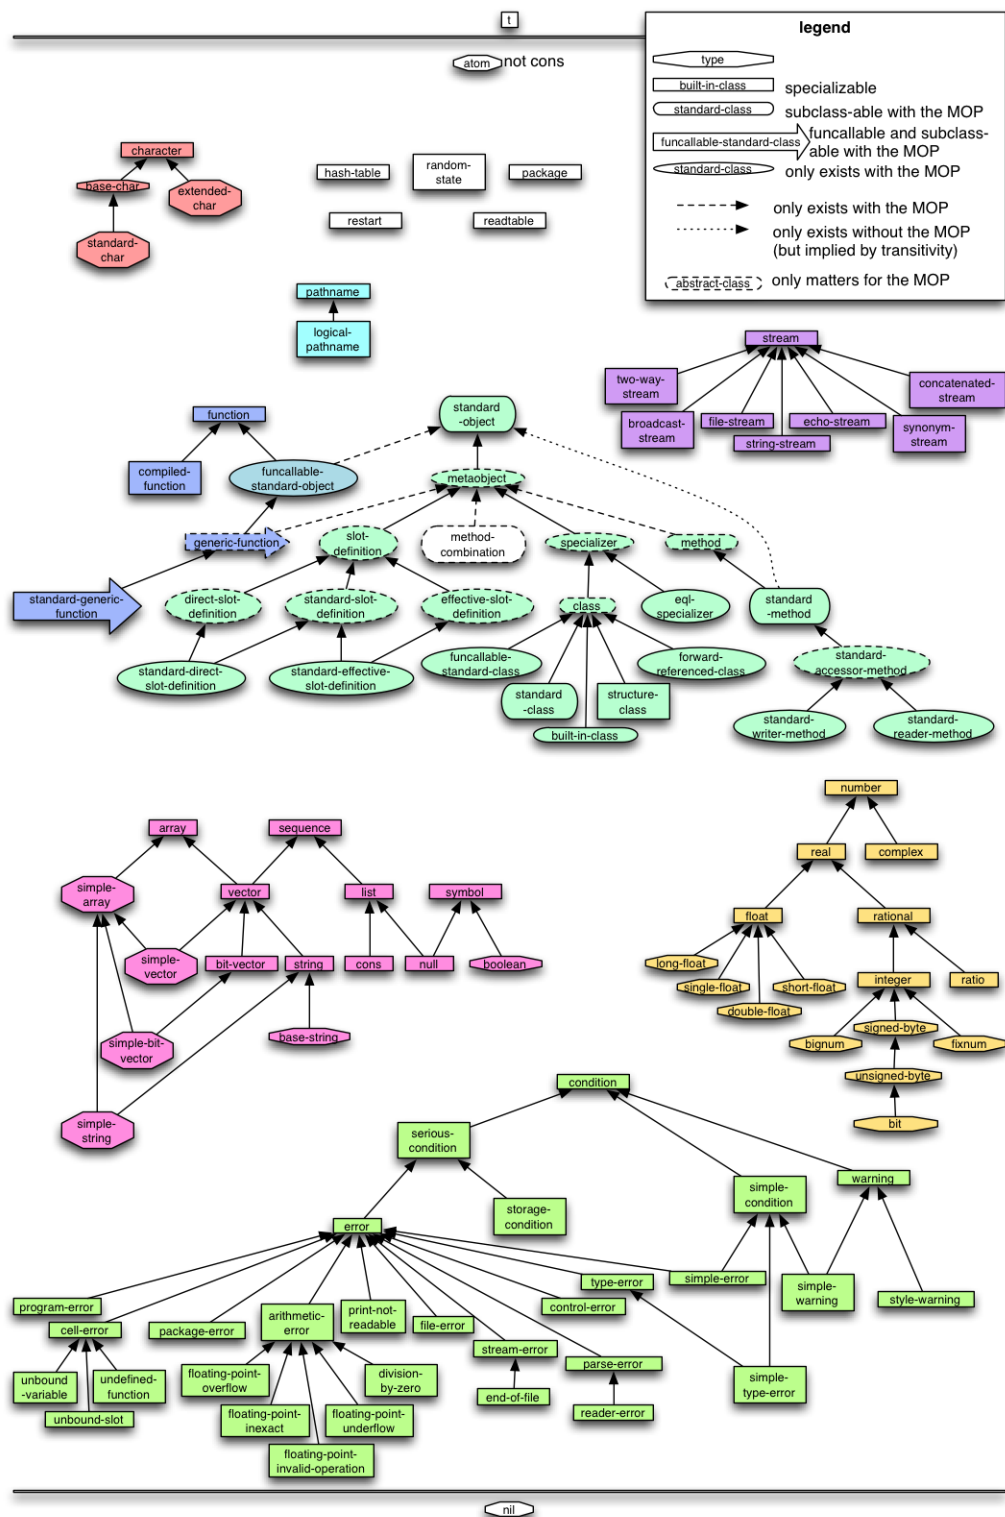 t
legend
type
built-in-class
specializable
standard-class
subclass-able with the MOP
funcallable-standard-class
funcallable and subclass-
able with the MOP
standard-class
only exists with the MOP
only exists with the MOP
only exists without the MOP
(but implied by transitivity)
abstract-class
only matters for the MOP
atom
not cons
character
base-char
extended-
char
standard-
char
hash-table
random-
state
package
restart
readtable
pathname
logical-
pathname
stream
two-way-
stream
broadcast-
stream
file-stream
string-stream
echo-stream
synonym-
stream
concatenated-
stream
function
compiled-
function
funcallable-
standard-object
generic-function
standard-generic-
function
standard
-object
metaobject
slot-
definition
method-
combination
specializer
method
direct-slot-
definition
standard-slot-
definition
effective-slot-
definition
class
eql-
specializer
standard
-method
standard-direct-
slot-definition
standard-effective-
slot-definition
funcallable-
standard-class
forward-
referenced-class
standard-
accessor-method
standard
-class
structure-
class
built-in-class
standard-
writer-method
standard-
reader-method
number
real
complex
float
rational
long-float
single-float
double-float
short-float
integer
ratio
bignum
signed-byte
fixnum
unsigned-byte
bit
array
sequence
simple-
array
vector
list
symbol
simple-
vector
bit-vector
string
cons
null
boolean
simple-bit-
vector
base-string
simple-
string
condition
serious-
condition
simple-
condition
warning
storage-
condition
error
type-error
simple-error
simple-
warning
style-warning
program-error
cell-error
package-error
arithmetic-
error
print-not-
readable
file-error
control-error
stream-error
parse-error
unbound
-variable
undefined-
function
unbound-slot
floating-point-
overflow
division-
by-zero
floating-point-
inexact
floating-point-
underflow
floating-point-
invalid-operation
end-of-file
reader-error
simple-
type-error
nil